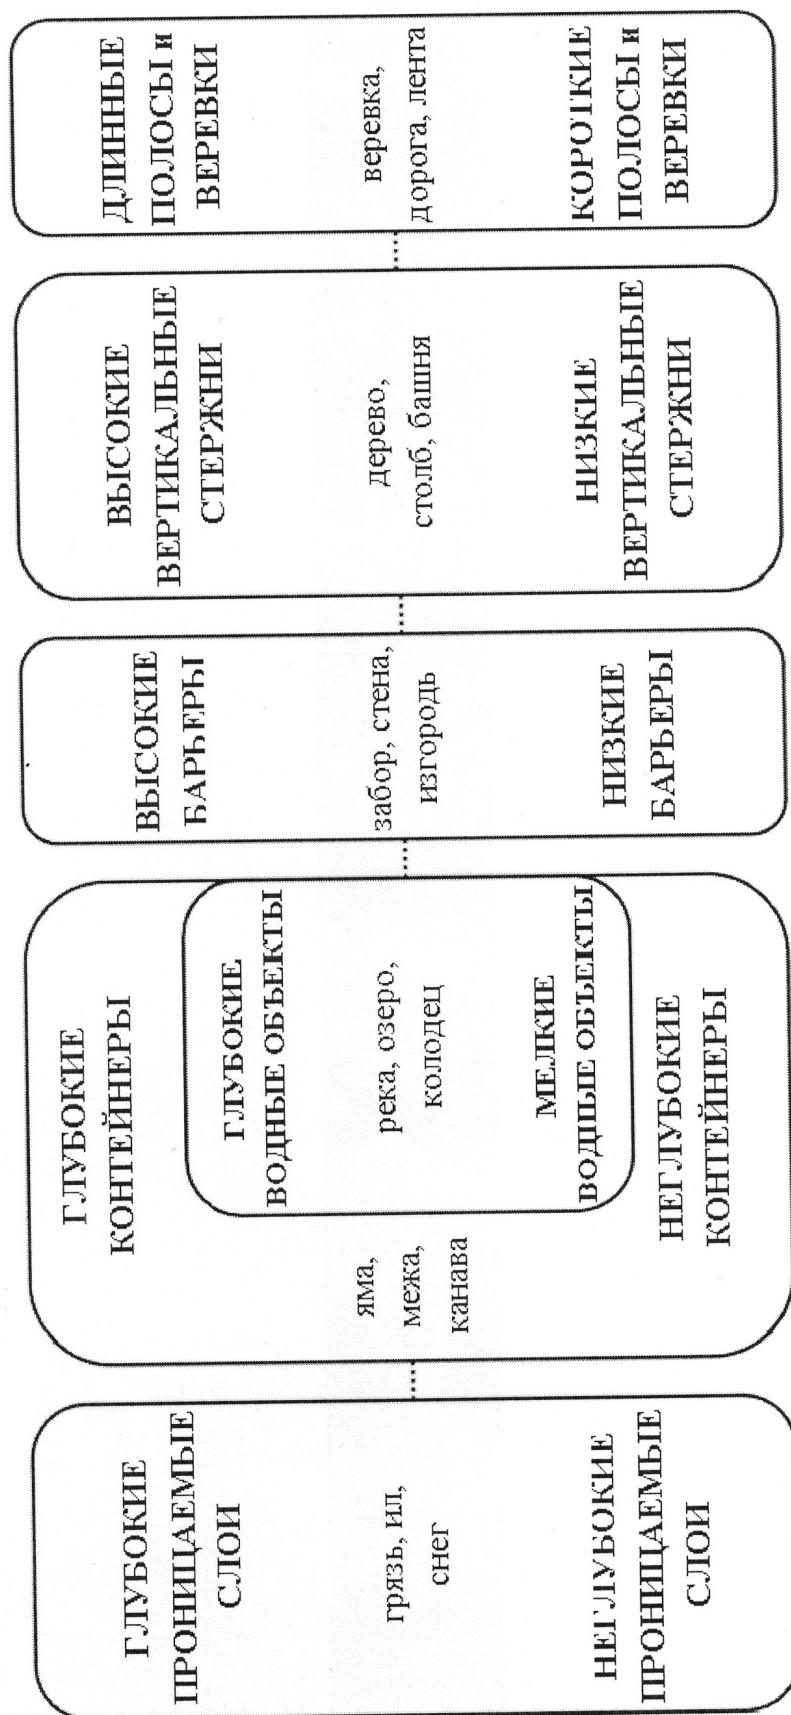 ГЛУБОКИЕ
ПРОНИЦАЕМЫЕ
СЛОИ
грязь, ил,
снег
НЕГЛУБОКИЕ
ПРОНИЦАЕМЫЕ
СЛОИ
ГЛУБОКИЕ
КОНТЕЙНЕРЫ
яма,
межа,
канава
ГЛУБОКИЕ
ВОДНЫЕ ОБЪЕКТЫ
река, озеро,
колодец
МЕЛКИЕ
ВОДНЫЕ ОБЪЕКТЫ
НЕГЛУБОКИЕ
КОНТЕЙНЕРЫ
ВЫСОКИЕ
БАРЬЕРЫ
забор, стена,
изгородь
НИЗКИЕ
БАРЬЕРЫ
ВЫСОКИЕ
ВЕРТИКАЛЬНЫЕ
СТЕРЖНИ
дерево,
столб, башня
НИЗКИЕ
ВЕРТИКАЛЬНЫЕ
СТЕРЖНИ
ДЛИННЫЕ
ПОЛОСЫ и
ВЕРЕВКИ
веревка,
дорога, лента
КОРОТКИЕ
ПОЛОСЫ и
ВЕРЕВКИ